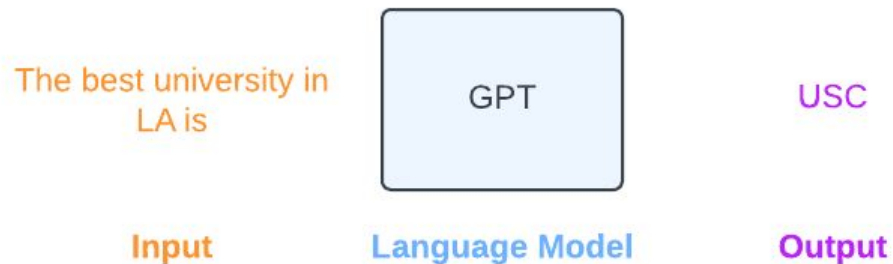 The best university in
LA is
GPT
USC
Input
Language Model
Output